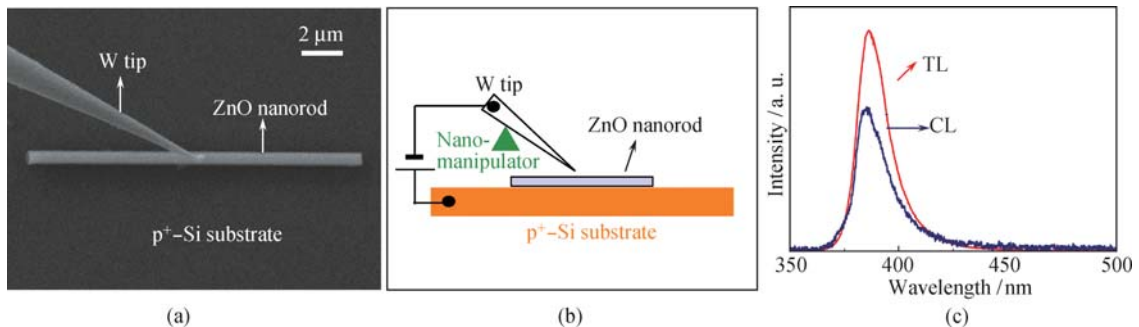 2 µm
W tip
ZnO nanorod
p⁺–Si substrate
(a)
W tip
ZnO nanorod
Nano-
manipulator
p⁺–Si substrate
(b)
Intensity / a. u.
TL
CL
350 400 450 500
Wavelength / nm
(c)